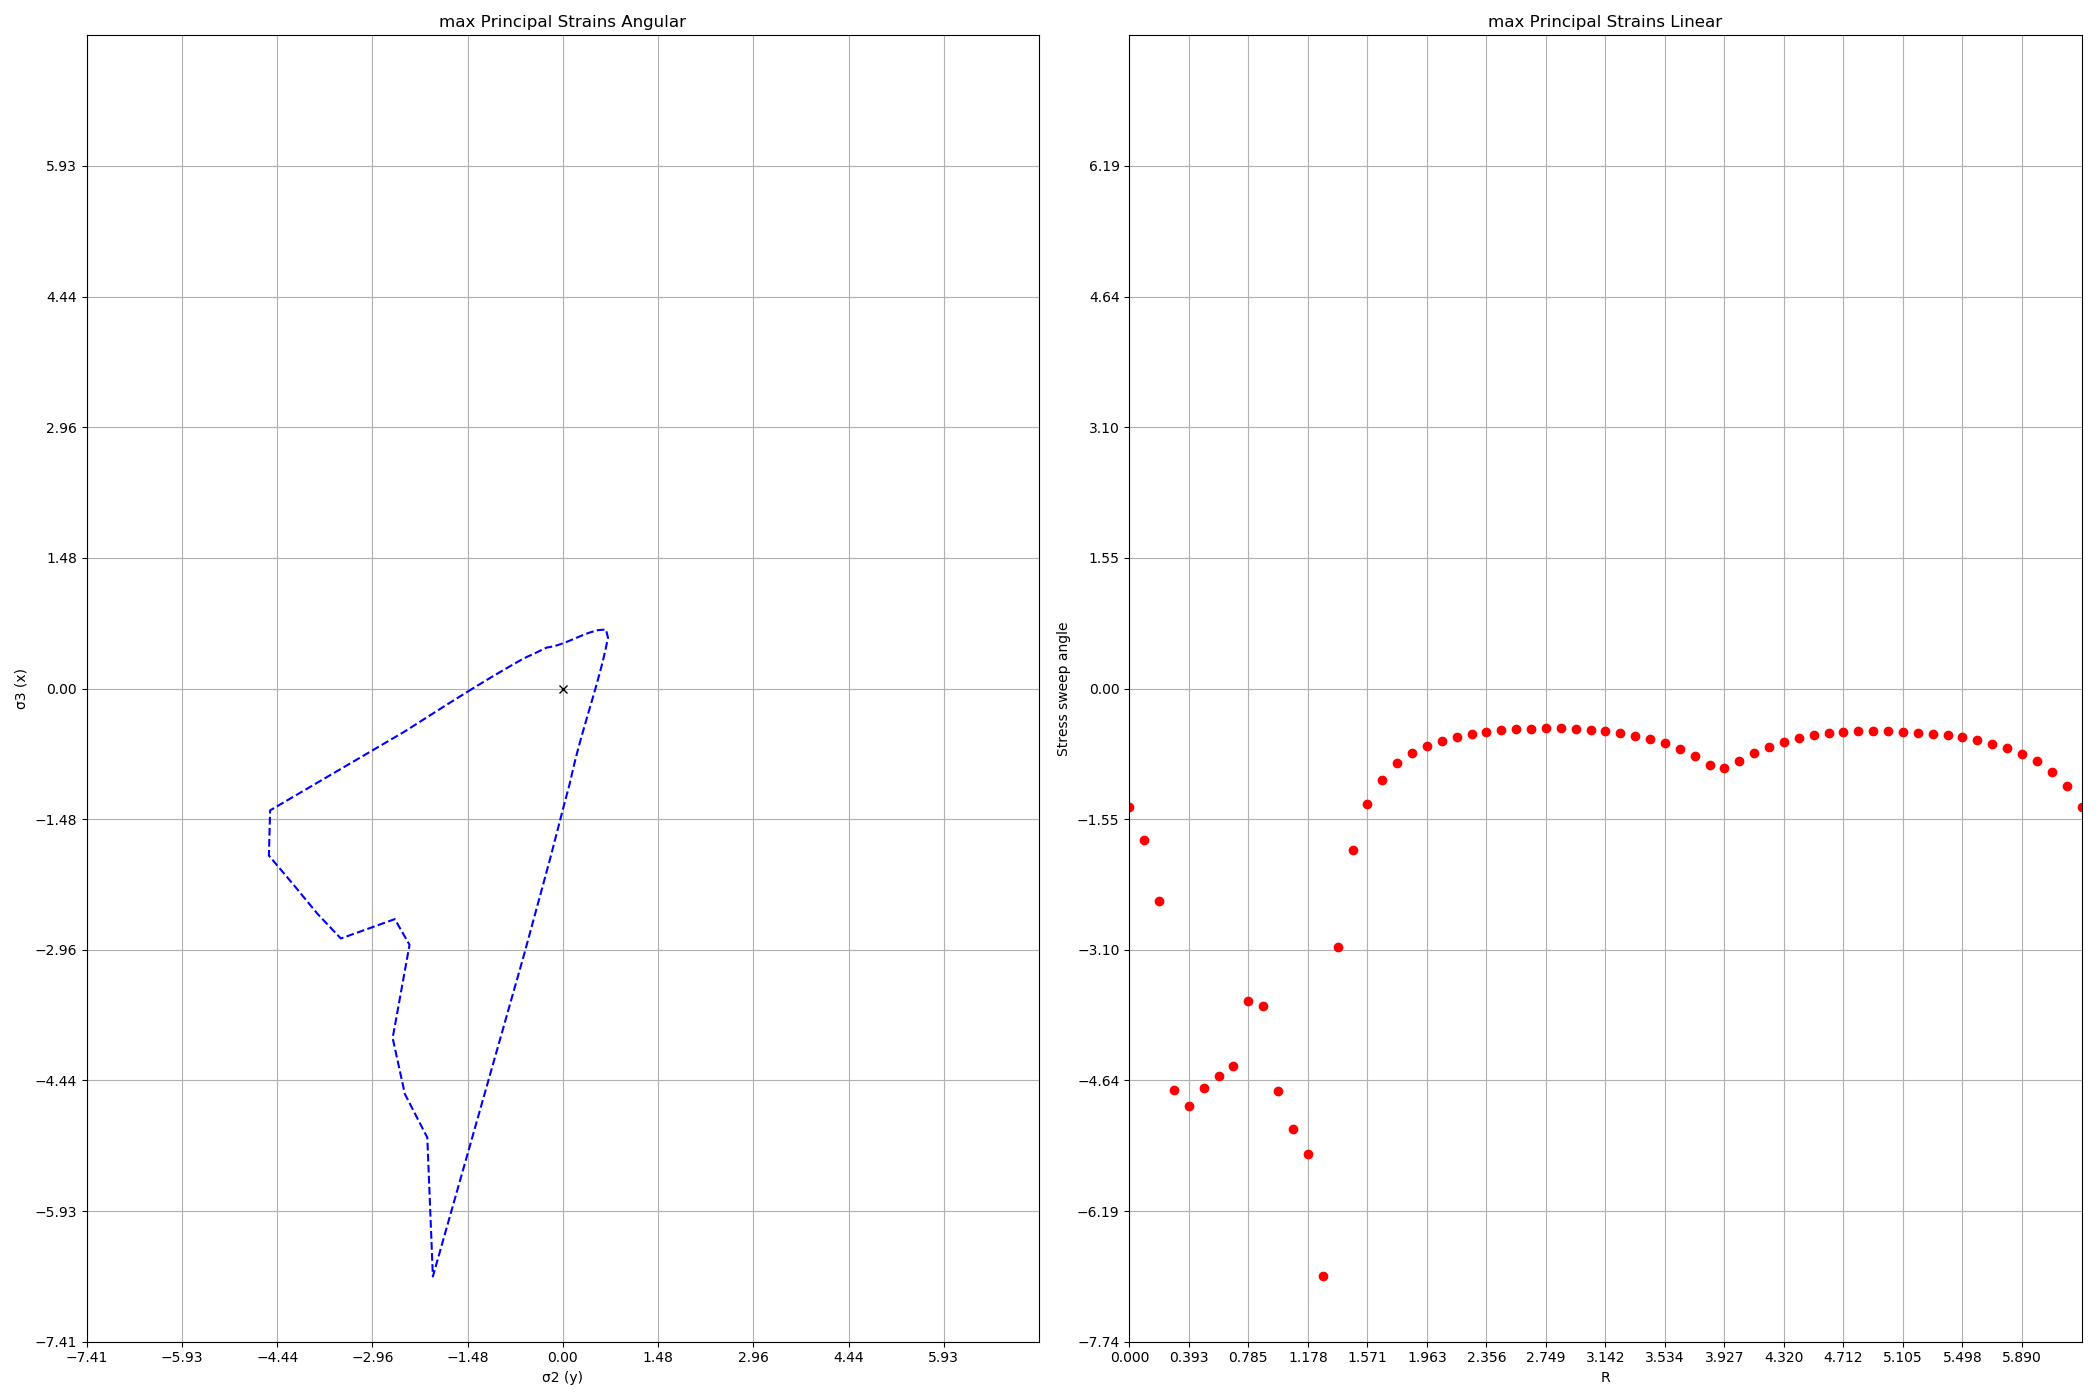 max Principal Strains Angular
5.93
4.44
2.96
1.48
0.00
−1.48
−2.96
−4.44
−5.93
−7.41
σ3 (x)
−7.41 −5.93 −4.44 −2.96 −1.48 0.00 1.48 2.96 4.44 5.93
σ2 (y)
max Principal Strains Linear
6.19
4.64
3.10
1.55
0.00
−1.55
−3.10
−4.64
−6.19
−7.74
Stress sweep angle
0.000 0.393 0.785 1.178 1.571 1.963 2.356 2.749 3.142 3.534 3.927 4.320 4.712 5.105 5.498 5.890
R